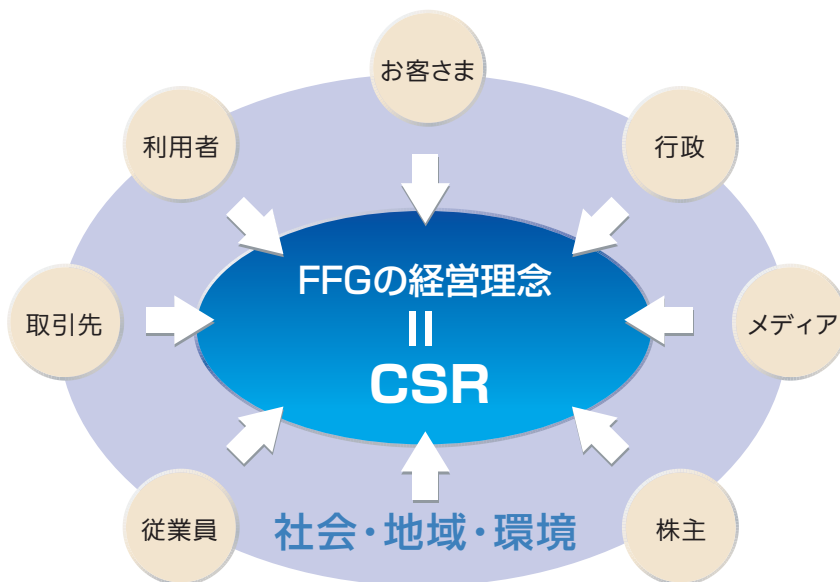 お客さま
利用者
行政
FFGの経営理念
=
CSR
取引先
メディア
従業員
社会・地域・環境
株主